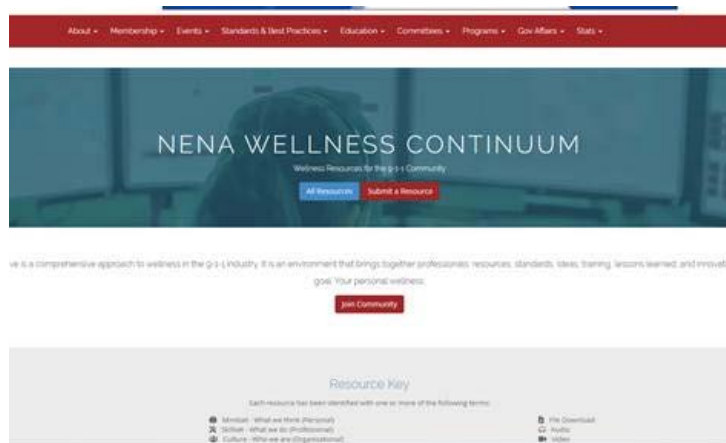 About Membership Events Standards & Best Practices Education Committees Programs Gov Affairs Stats
NENA WELLNESS CONTINUUM
Wellness Resources for the 9-1-1 Community
All Resources Submit a Resource
ve is a comprehensive approach to wellness in the 9-1-1 industry. It is an environment that brings together professionals, resources, standards, ideas, training, lessons learned, and innovat
goal: Your personal wellness.
Join Community
Resource Key
Each resource has been identified with one or more of the following terms:
Mindset - What we think (Personal)
File Download
Skillset - What we do (Professional)
Audio
Culture - Who we are (Organizational)
Video